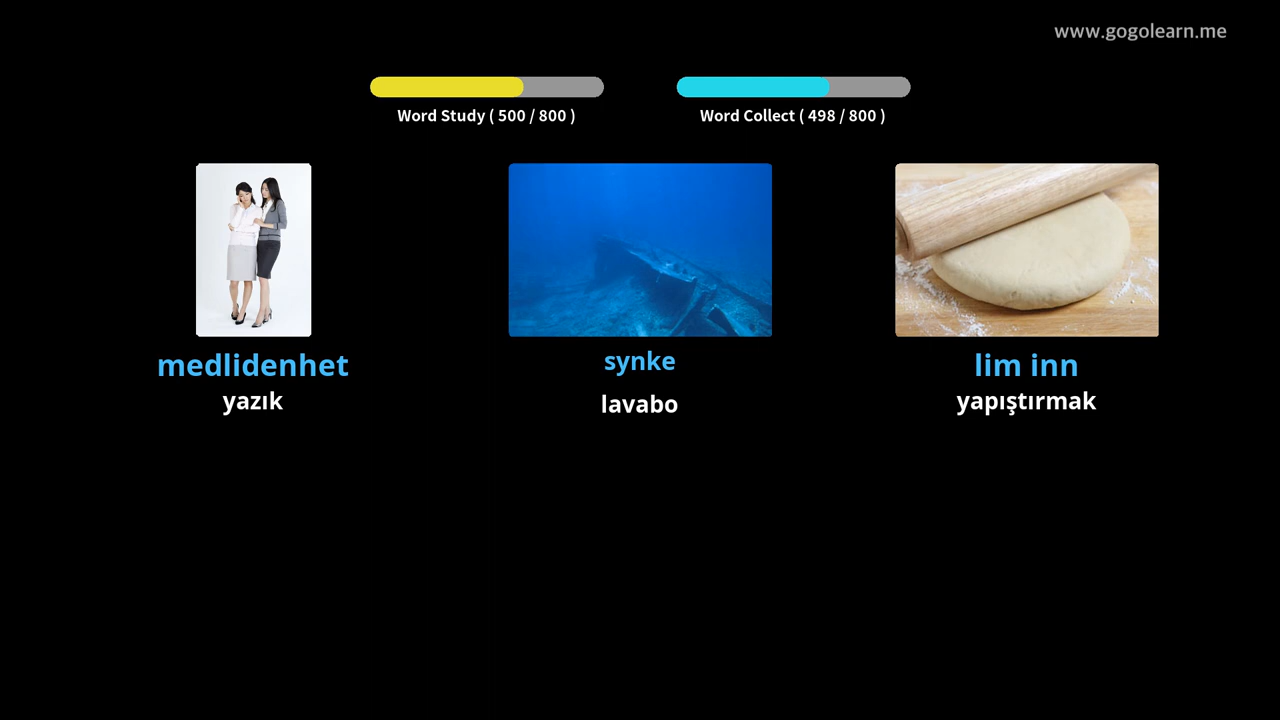 www.gogolearn.me
Word Study ( 500 / 800 )
Word Collect ( 498 / 800 )
medlidenhet
yazık
synke
lavabo
lim inn
yapıştırmak